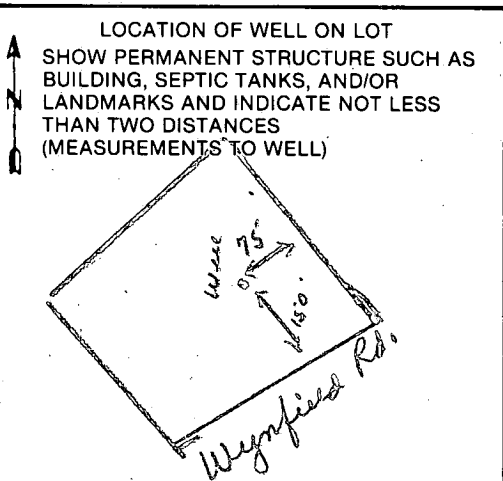 LOCATION OF WELL ON LOT
SHOW PERMANENT STRUCTURE SUCH AS
BUILDING, SEPTIC TANKS, AND/OR
LANDMARKS AND INDICATE NOT LESS
THAN TWO DISTANCES
(MEASUREMENTS TO WELL)
N
Well
75'
150'
Wynfield Rd.